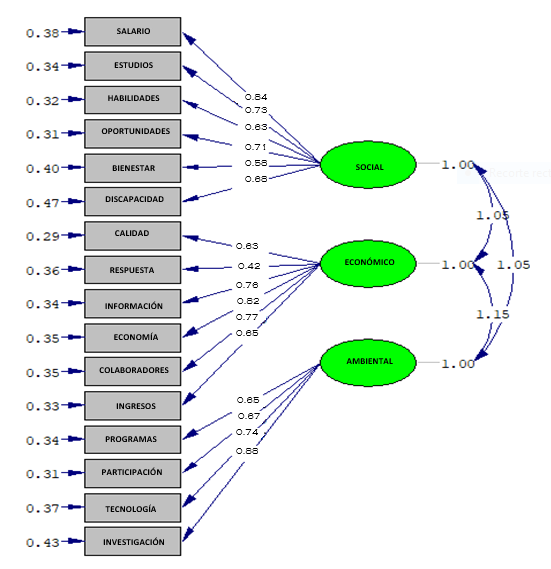 0.38 SALARIO
0.34 ESTUDIOS
0.32 HABILIDADES
0.31 OPORTUNIDADES
0.40 BIENESTAR
0.47 DISCAPACIDAD
0.29 CALIDAD
0.36 RESPUESTA
0.34 INFORMACIÓN
0.35 ECONOMÍA
0.35 COLABORADORES
0.33 INGRESOS
0.34 PROGRAMAS
0.31 PARTICIPACIÓN
0.37 TECNOLOGÍA
0.43 INVESTIGACIÓN
0.84
0.73
0.63
0.71
0.58
0.68
0.63
0.42
0.76
0.82
0.77
0.65
0.65
0.67
0.74
0.88
SOCIAL 1.00
ECONÓMICO 1.00
AMBIENTAL 1.00
1.05
1.05
1.15